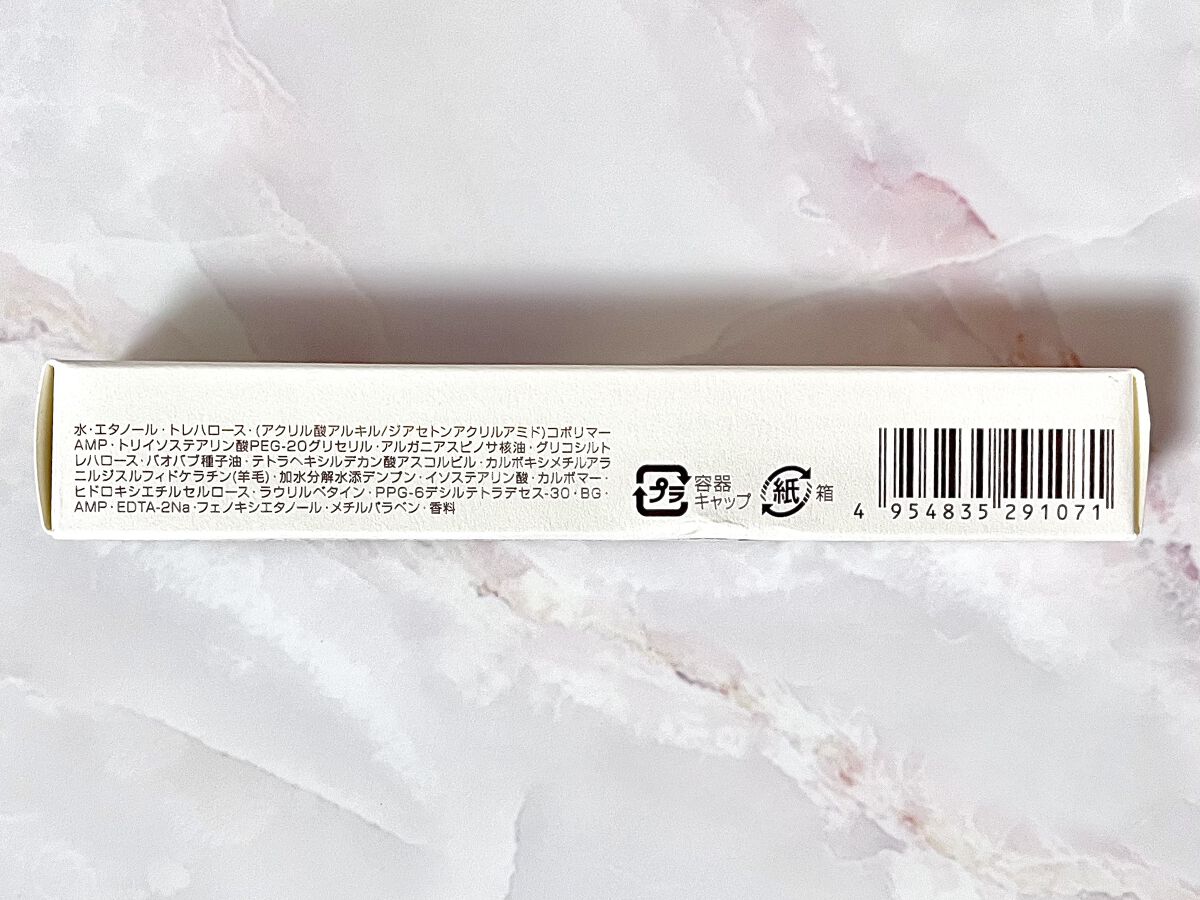 水・エタノール・トレハロース・(アクリル酸アルキル/ジアセトンアクリルアミド)コポリマー
AMP・トリイソステアリン酸PEG-20グリセリル・アルガニアスピノサ核油・グリコシルト
レハロース・バオバブ種子油・テトラヘキシルデカン酸アスコルビル・カルボキシメチルアラ
ニルジスルフィドケラチン(羊毛)・加水分解水添デンプン・イソステアリン酸・カルボマー・
ヒドロキシエチルセルロース・ラウリルベタイン・PPG-6デシルテトラデセス-30・BG・
AMP・EDTA-2Na・フェノキシエタノール・メチルパラベン・香料
プラ
容器
キャップ
紙
箱
4 954835 291071